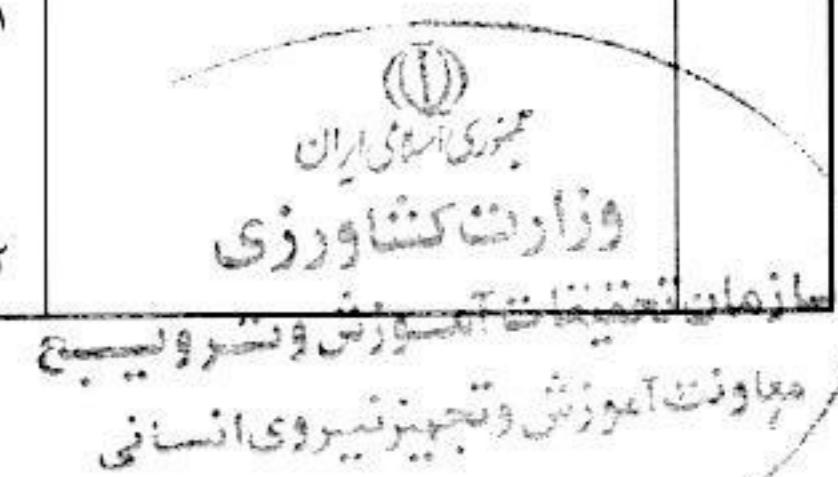 جمهوری اسلامی ایران
وزارت کشاورزی
سازمان تحقیقات آموزش و ترویج
معاونت آموزش و تجهیز نیروی انسانی